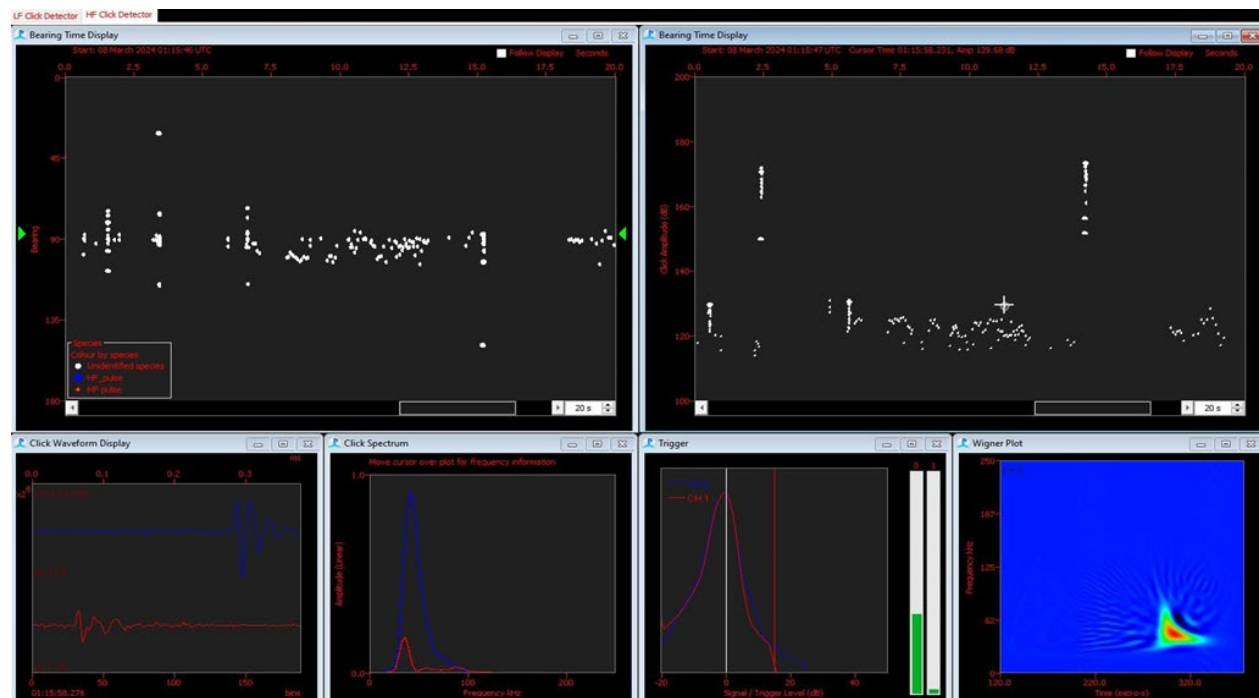 LF Click Detector HF Click Detector
Bearing Time Display
Start: 08 March 2024 01:15:46 UTC Follow Display Seconds
0.0 2.5 5.0 7.5 10.0 12.5 15.0 17.5 20.0
0
45
90
135
180
Bearing
Species
Colour by species
Unidentified species
HF_pulse
MF pulse
20 s
Bearing Time Display
Start: 08 March 2024 01:15:47 UTC Cursor Time 01:15:58.231, Amp 129.68 dB Follow Display Seconds
0.0 2.5 5.0 7.5 10.0 12.5 15.0 17.5 20.0
200
180
160
140
120
100
Click Amplitude (dB)
20 s
Click Waveform Display
ms
0.0 0.1 0.2 0.3
01:15:58.276
0 50 100 150 bins
Click Spectrum
Move cursor over plot for frequency information
1.0
0.0
Amplitude (Linear)
0 200
Frequency kHz
Trigger
0 1
CH 1
-20 0 20 50
Signal / Trigger Level (dB)
Wigner Plot
250
187
125
62
0
Frequency kHz
120.0 220.0 320.0
Time (micro-s)